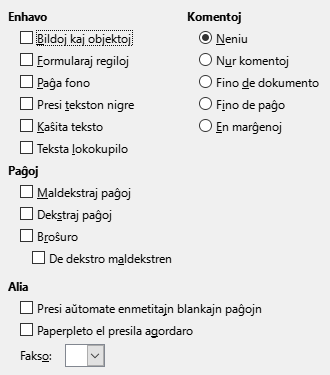 Enhavo
Bildoj kaj objektoj
Formularaj regiloj
Paĝa fono
Presi tekston nigre
Kaŝita teksto
Teksta lokokupilo
Komentoj
Neniu
Nur komentoj
Fino de dokumento
Fino de paĝo
En marĝenoj
Paĝoj
Maldekstraj paĝoj
Dekstraj paĝoj
Broŝuro
De dekstro maldekstren
Alia
Presi aŭtomate enmetitajn blankajn paĝojn
Paperpleto el presila agordaro
Fakso: